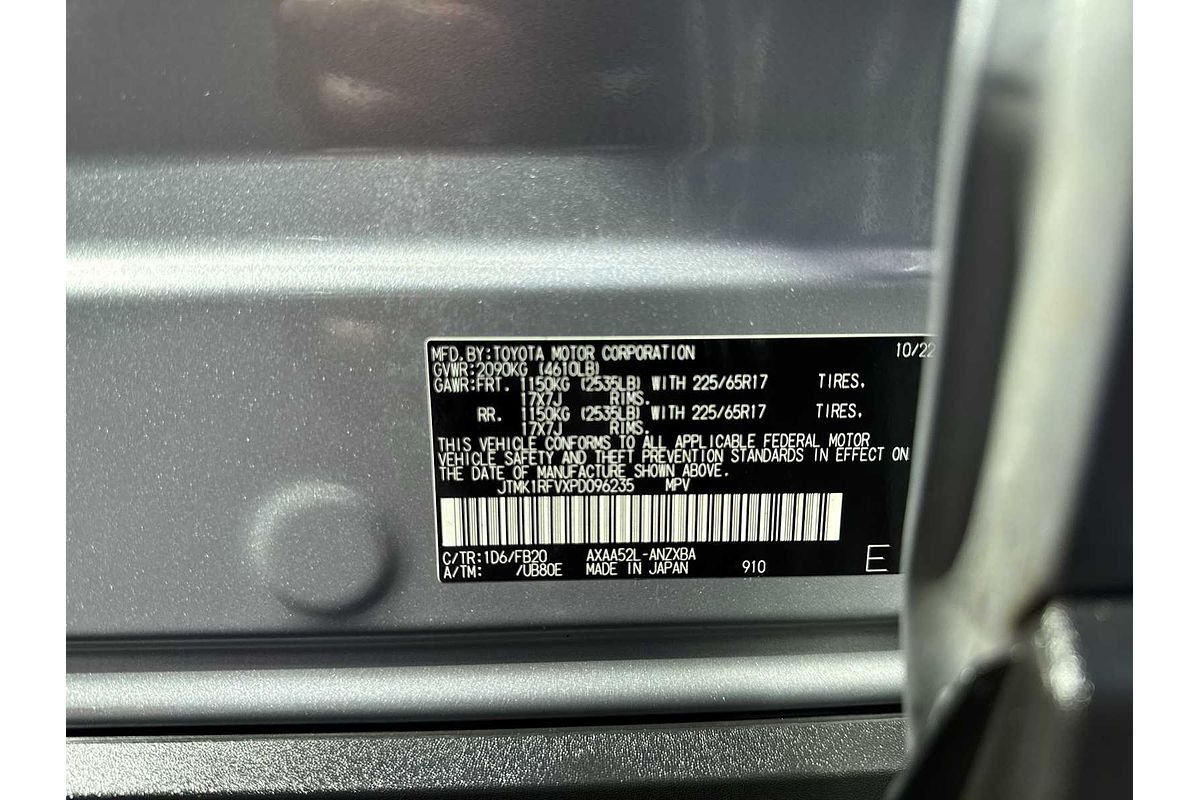 MFD.BY:TOYOTA MOTOR CORPORATION 10/22
GVWR:2090KG (4610LB)
GAWR:FRT. 1150KG (2535LB) WITH 225/65R17 TIRES.
17X7J RIMS.
RR. 1150KG (2535LB) WITH 225/65R17 TIRES.
17X7J RIMS.
THIS VEHICLE CONFORMS TO ALL APPLICABLE FEDERAL MOTOR
VEHICLE SAFETY AND THEFT PREVENTION STANDARDS IN EFFECT ON
THE DATE OF MANUFACTURE SHOWN ABOVE.
JTMK1RFVXPD096235 MPV
C/TR:1D6/FB20 AXAA52L-ANZXBA
A/TM: /UB80E MADE IN JAPAN 910 E